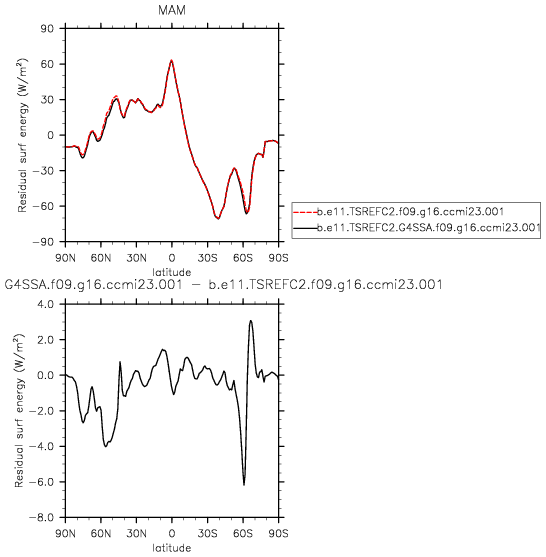 MAM
Residual surf energy (W/m²)
90
60
30
0
-30
-60
-90
90N 60N 30N 0 30S 60S 90S
latitude
b.e11.TSREFC2.f09.g16.ccmi23.001
b.e11.TSREFC2.G4SSA.f09.g16.ccmi23.001
G4SSA.f09.g16.ccmi23.001 - b.e11.TSREFC2.f09.g16.ccmi23.001
Residual surf energy (W/m²)
4.0
2.0
0.0
-2.0
-4.0
-6.0
-8.0
90N 60N 30N 0 30S 60S 90S
latitude